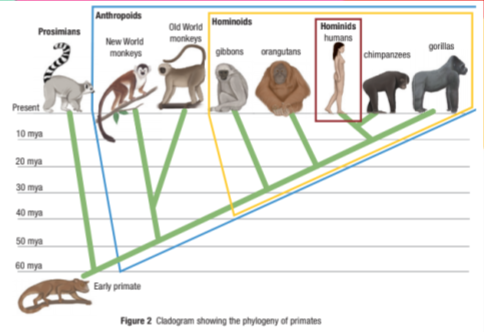 Anthropoids
Prosimians
New World
monkeys
Old World
monkeys
Hominoids
gibbons
orangutans
Hominids
humans
chimpanzees
gorillas
Present
10 mya
20 mya
30 mya
40 mya
50 mya
60 mya
Early primate
Figure 2 Cladogram showing the phylogeny of primates